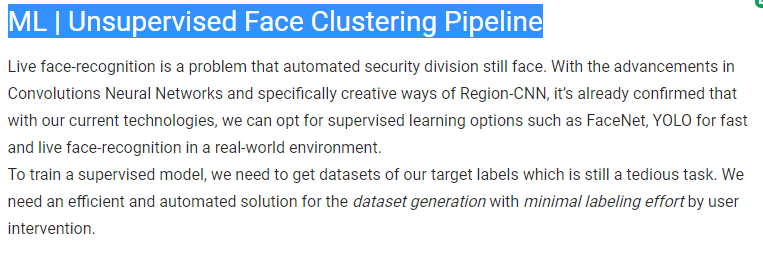 ML | Unsupervised Face Clustering Pipeline
Live face-recognition is a problem that automated security division still face. With the advancements in
Convolutions Neural Networks and specifically creative ways of Region-CNN, it's already confirmed that
with our current technologies, we can opt for supervised learning options such as FaceNet, YOLO for fast
and live face-recognition in a real-world environment.
To train a supervised model, we need to get datasets of our target labels which is still a tedious task. We
need an efficient and automated solution for the dataset generation with minimal labeling effort by user
intervention.